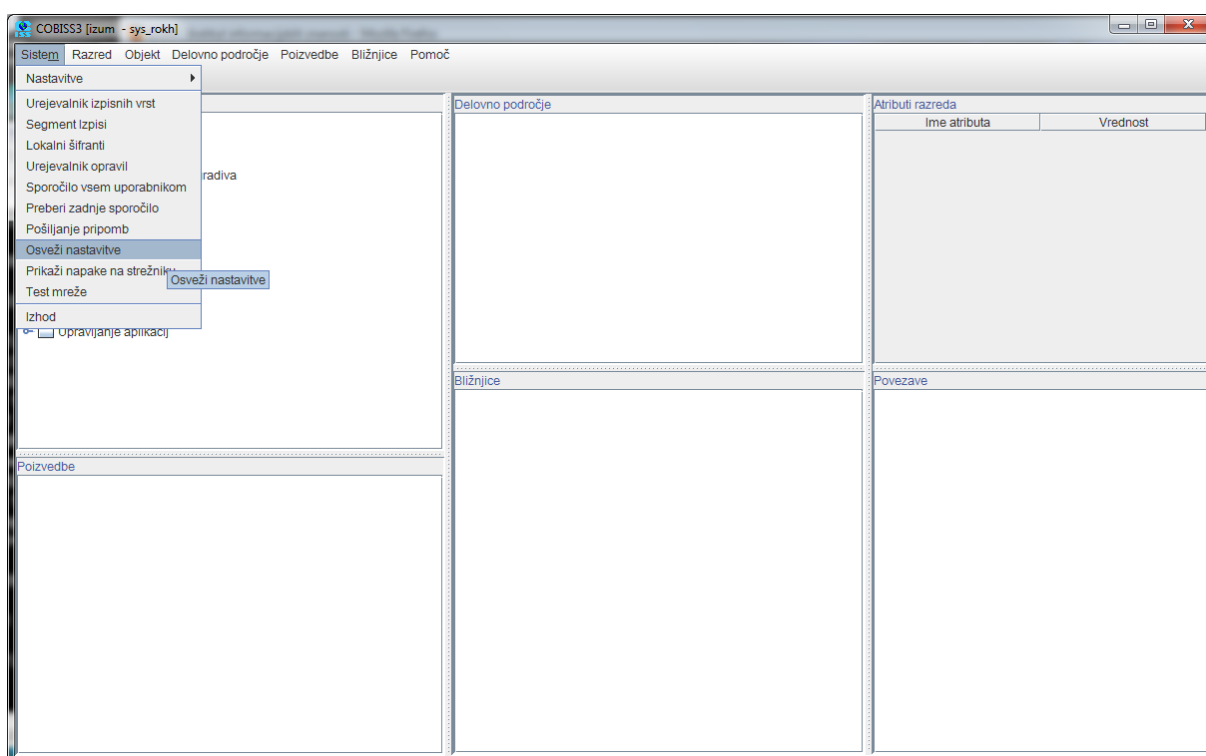 COBISS3 [izum - sys_rokh]
Sistem Razred Objekt Delovno področje Poizvedbe Bližnjice Pomoč
Nastavitve
Urejevalnik izpisnih vrst
Segment Izpisi
Lokalni šifranti
Urejevalnik opravil
Sporočilo vsem uporabnikom
Preberi zadnje sporočilo
Pošiljanje pripomb
Osveži nastavitve
Prikaži napake na strežniku
Osveži nastavitve
Test mreže
Izhod
radiva
Upravljanje aplikacij
Poizvedbe
Delovno področje
Bližnjice
Atributi razreda
Ime atributa Vrednost
Povezave